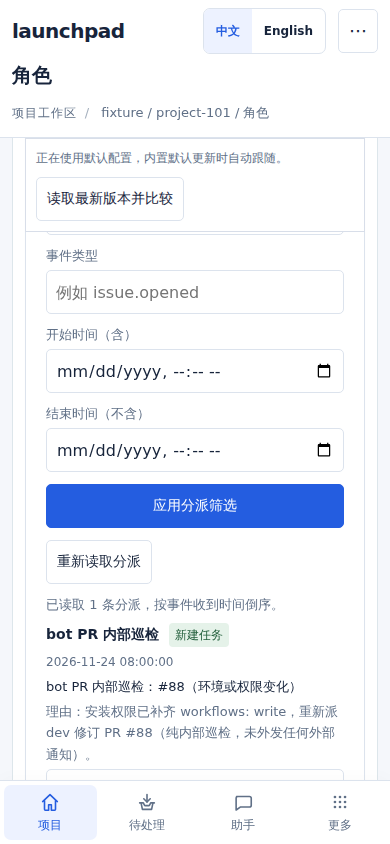 launchpad
中文 English ···
角色
项目工作区 / fixture / project-101 / 角色
正在使用默认配置，内置默认更新时自动跟随。
读取最新版本并比较
事件类型
例如 issue.opened
开始时间（含）
mm/dd/yyyy, --:-- --
结束时间（不含）
mm/dd/yyyy, --:-- --
应用分派筛选
重新读取分派
已读取 1 条分派，按事件收到时间倒序。
bot PR 内部巡检 新建任务
2026-11-24 08:00:00
bot PR 内部巡检：#88（环境或权限变化）
理由：安装权限已补齐 workflows: write，重新派
dev 修订 PR #88（纯内部巡检，未外发任何外部
通知）。
项目 待处理 助手 更多